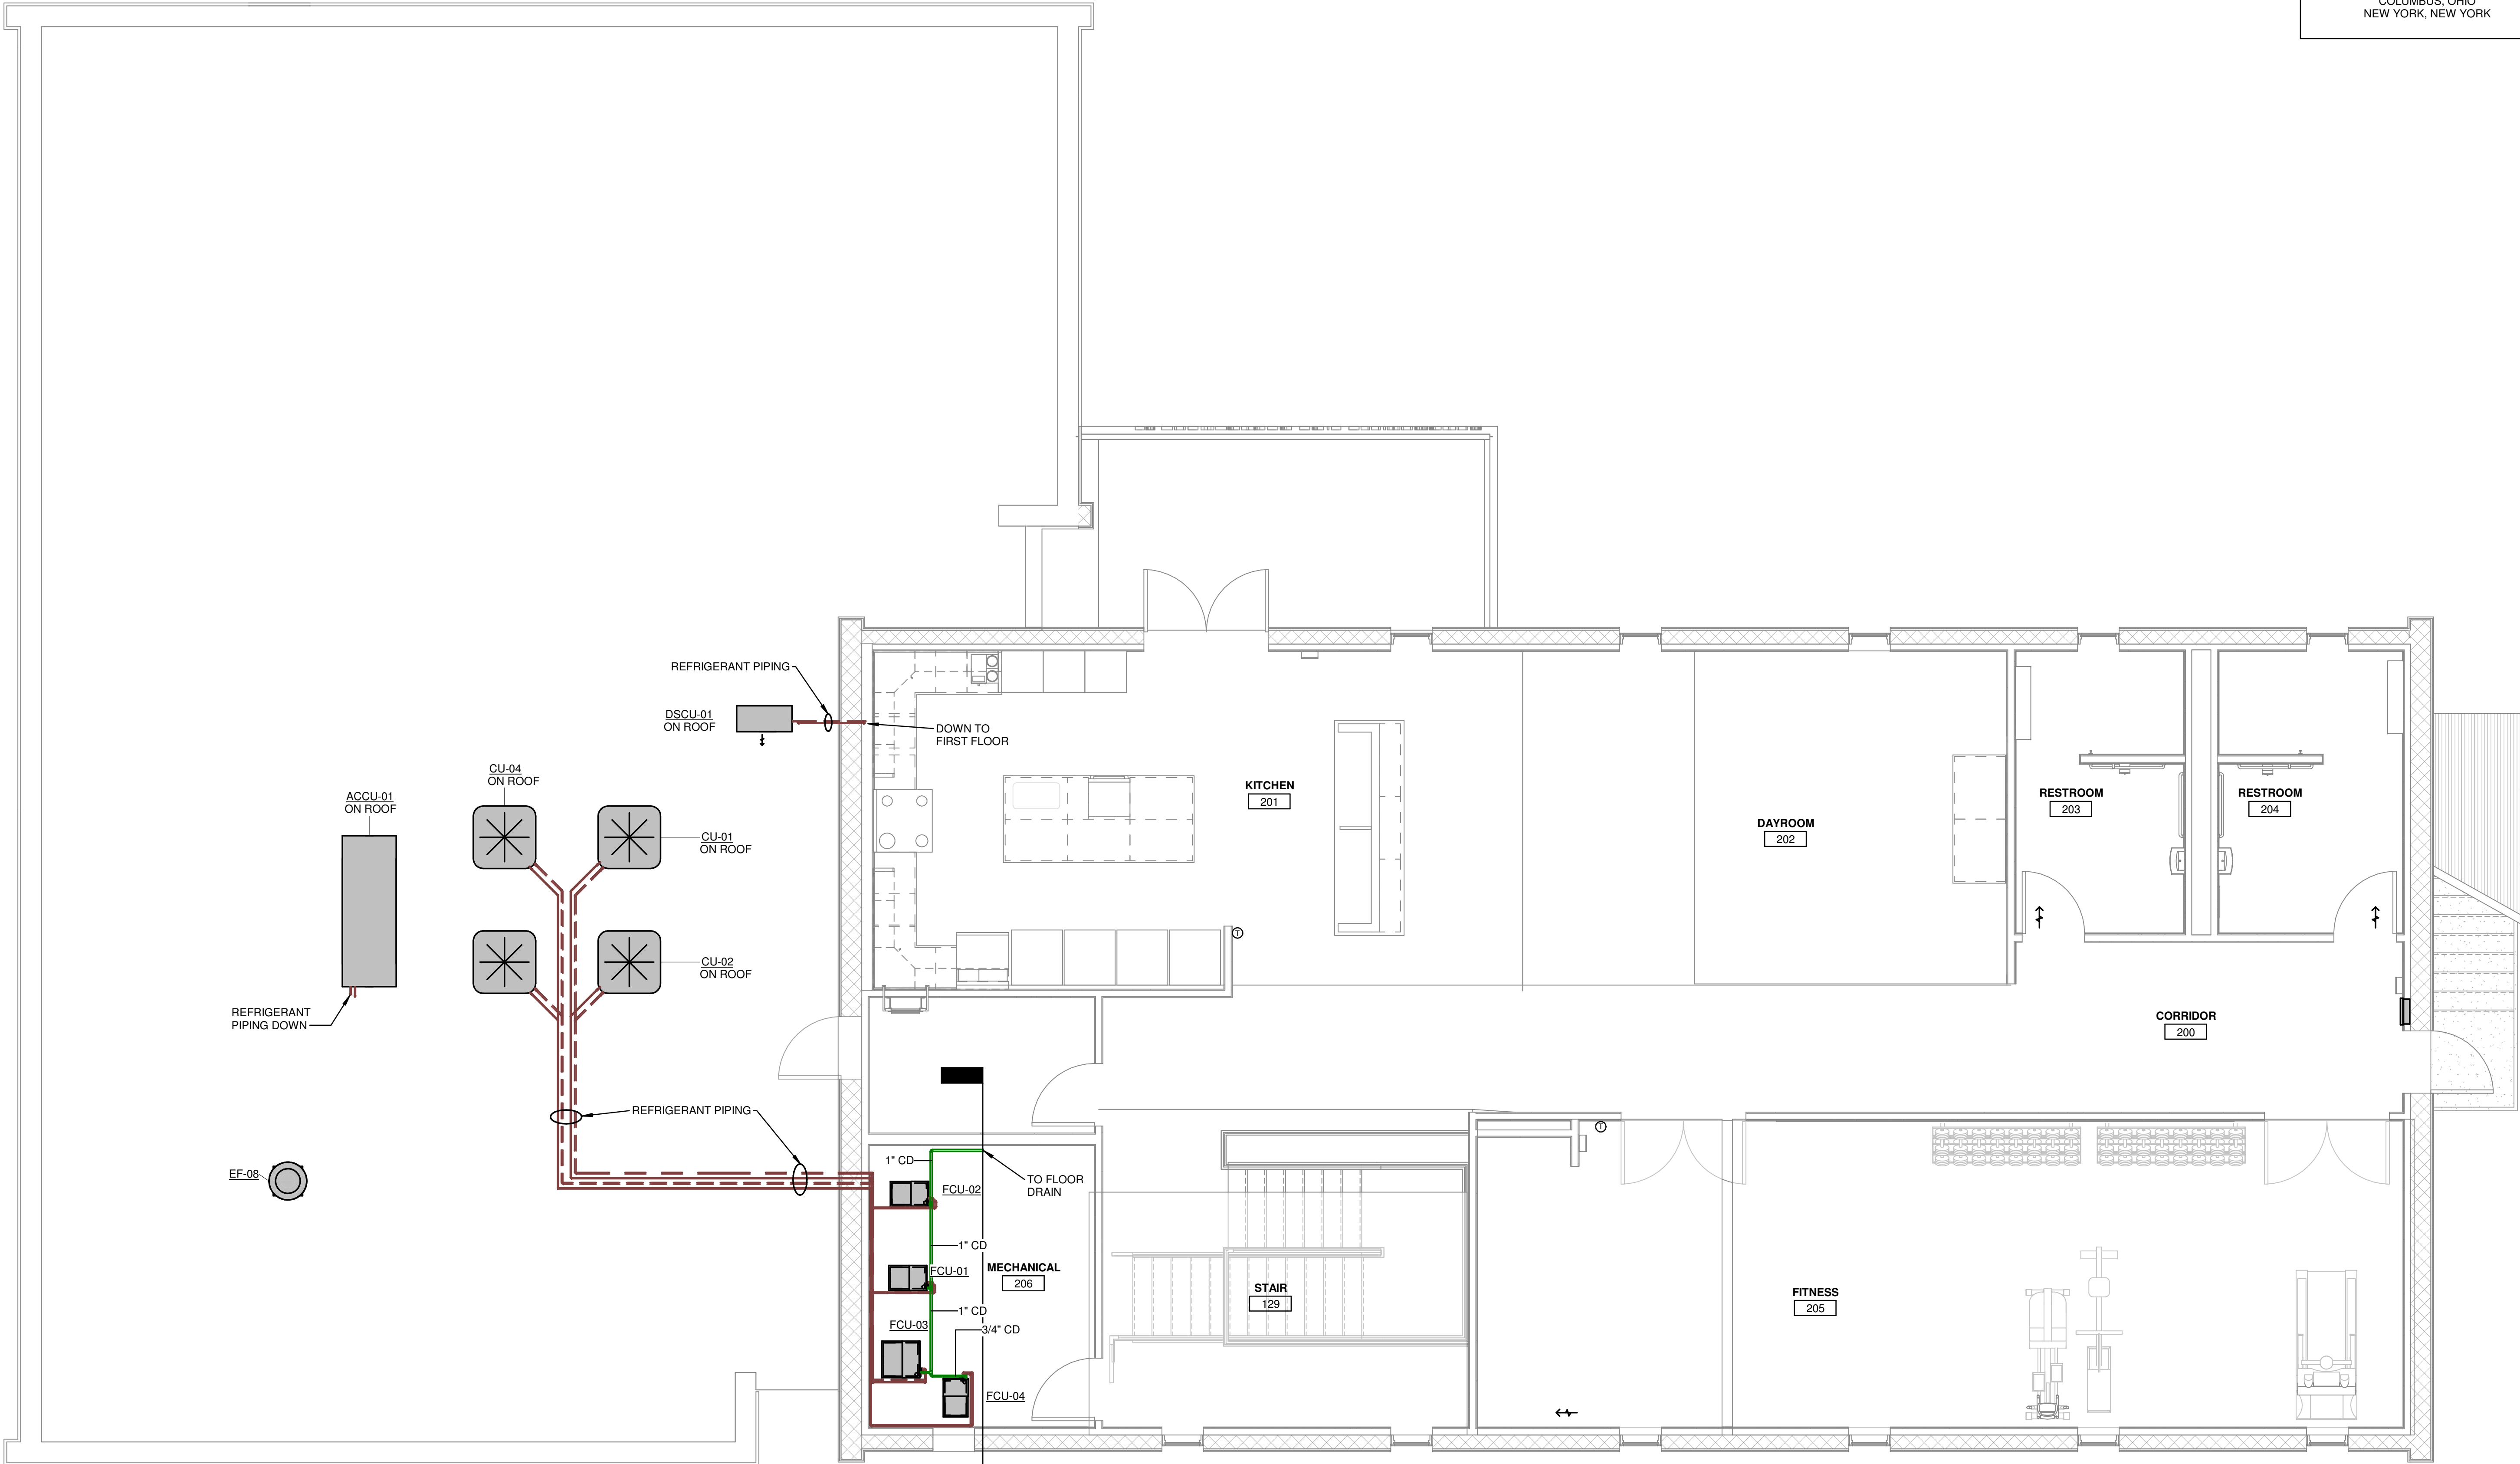 COLUMBUS, OHIO
NEW YORK, NEW YORK
REFRIGERANT PIPING
DSCU-01
ON ROOF
DOWN TO
FIRST FLOOR
CU-04
ON ROOF
ACCU-01
ON ROOF
CU-01
ON ROOF
CU-02
ON ROOF
REFRIGERANT
PIPING DOWN
REFRIGERANT PIPING
EF-08
KITCHEN
201
DAYROOM
202
RESTROOM
203
RESTROOM
204
T
CORRIDOR
200
T
1" CD
FCU-02
TO FLOOR
DRAIN
1" CD
FCU-01
MECHANICAL
206
1" CD
FCU-03
3/4" CD
FCU-04
STAIR
129
FITNESS
205